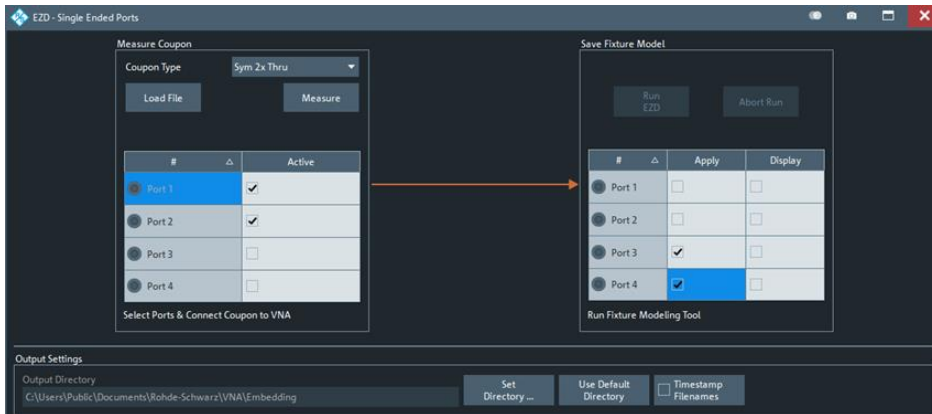 EZD - Single Ended Ports
Measure Coupon
Coupon Type
Sym 2x Thru
Load File
Measure
# Active
Port 1
Port 2
Port 3
Port 4
Select Ports & Connect Coupon to VNA
Save Fixture Model
Run
EZD
Abort Run
# Apply Display
Port 1
Port 2
Port 3
Port 4
Run Fixture Modeling Tool
Output Settings
Output Directory
C:\Users\Public\Documents\Rohde-Schwarz\VNA\Embedding
Set
Directory ...
Use Default
Directory
Timestamp
Filenames